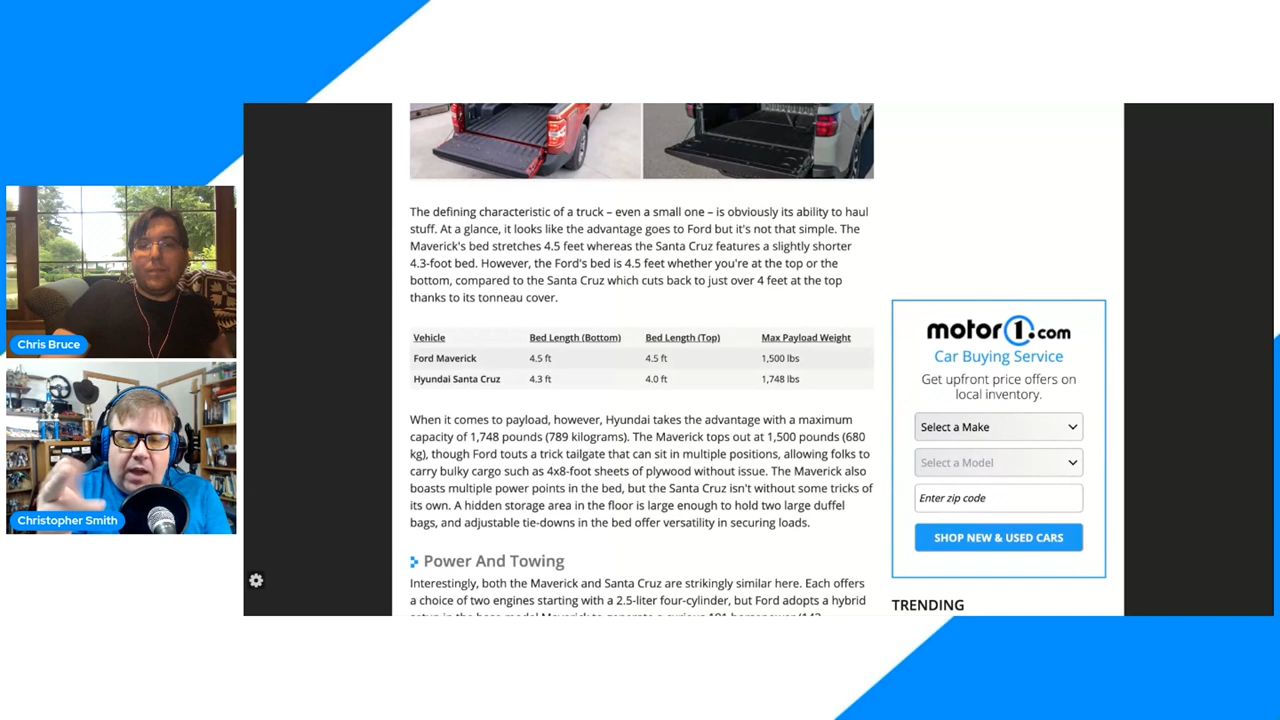 Chris Bruce
Christopher Smith
The defining characteristic of a truck – even a small one – is obviously its ability to haul
stuff. At a glance, it looks like the advantage goes to Ford but it's not that simple. The
Maverick's bed stretches 4.5 feet whereas the Santa Cruz features a slightly shorter
4.3-foot bed. However, the Ford's bed is 4.5 feet whether you're at the top or the
bottom, compared to the Santa Cruz which cuts back to just over 4 feet at the top
thanks to its tonneau cover.
Vehicle Bed Length (Bottom) Bed Length (Top) Max Payload Weight
Ford Maverick 4.5 ft 4.5 ft 1,500 lbs
Hyundai Santa Cruz 4.3 ft 4.0 ft 1,748 lbs
When it comes to payload, however, Hyundai takes the advantage with a maximum
capacity of 1,748 pounds (789 kilograms). The Maverick tops out at 1,500 pounds (680
kg), though Ford touts a trick tailgate that can sit in multiple positions, allowing folks to
carry bulky cargo such as 4x8-foot sheets of plywood without issue. The Maverick also
boasts multiple power points in the bed, but the Santa Cruz isn't without some tricks of
its own. A hidden storage area in the floor is large enough to hold two large duffel
bags, and adjustable tie-downs in the bed offer versatility in securing loads.
Power And Towing
Interestingly, both the Maverick and Santa Cruz are strikingly similar here. Each offers
a choice of two engines starting with a 2.5-liter four-cylinder, but Ford adopts a hybrid
motor1.com
Car Buying Service
Get upfront price offers on
local inventory.
Select a Make
Select a Model
Enter zip code
SHOP NEW & USED CARS
TRENDING